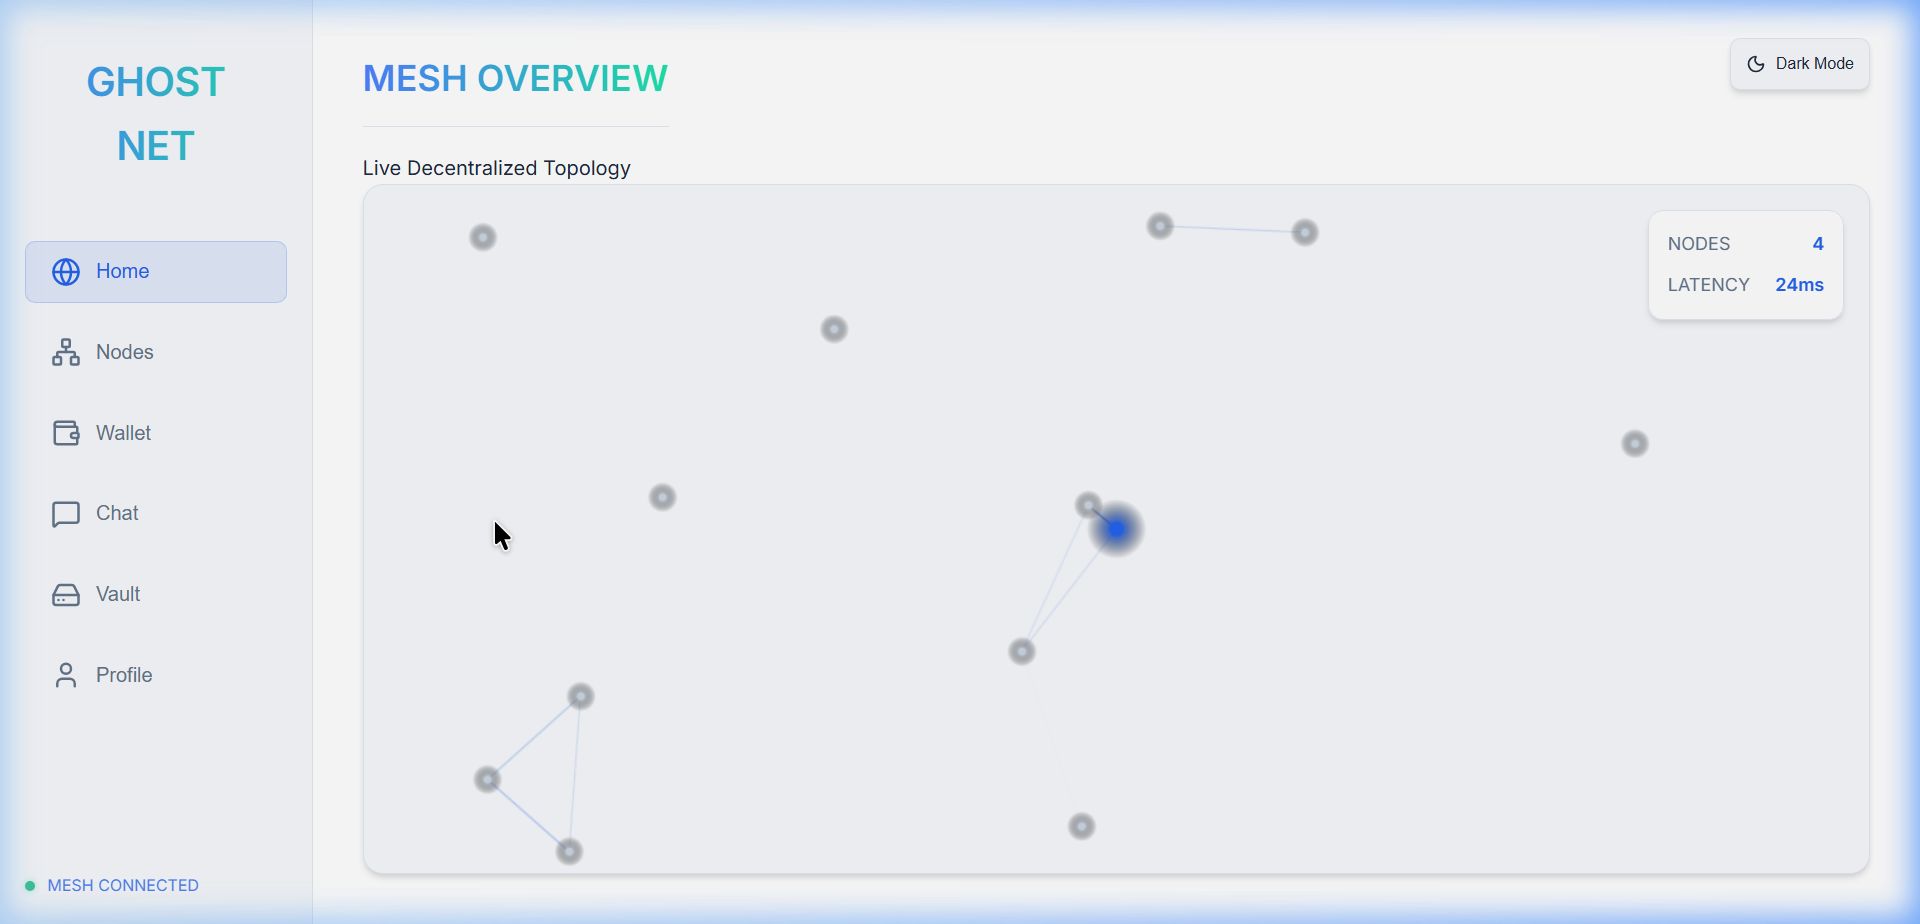 GHOST
NET
Home
Nodes
Wallet
Chat
Vault
Profile
MESH CONNECTED
MESH OVERVIEW
Dark Mode
Live Decentralized Topology
NODES 4
LATENCY 24ms